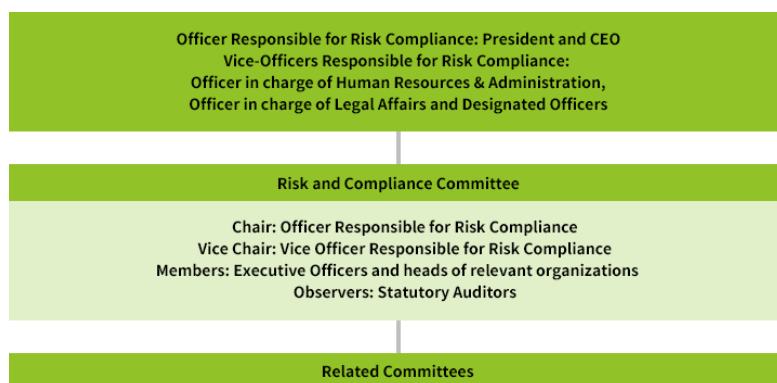 Officer Responsible for Risk Compliance: President and CEO
Vice-Officers Responsible for Risk Compliance:
Officer in charge of Human Resources & Administration,
Officer in charge of Legal Affairs and Designated Officers
Risk and Compliance Committee
Chair: Officer Responsible for Risk Compliance
Vice Chair: Vice Officer Responsible for Risk Compliance
Members: Executive Officers and heads of relevant organizations
Observers: Statutory Auditors
Related Committees